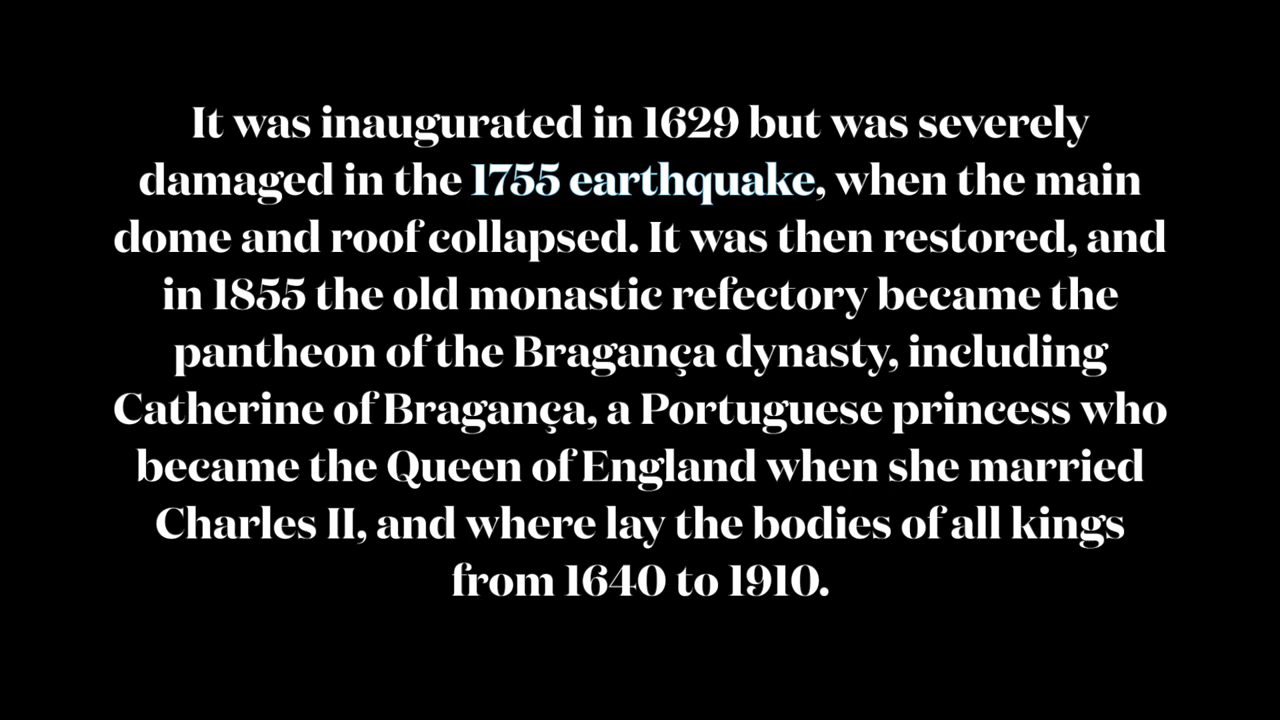 It was inaugurated in 1629 but was severely
damaged in the 1755 earthquake, when the main
dome and roof collapsed. It was then restored, and
in 1855 the old monastic refectory became the
pantheon of the Bragança dynasty, including
Catherine of Bragança, a Portuguese princess who
became the Queen of England when she married
Charles II, and where lay the bodies of all kings
from 1640 to 1910.